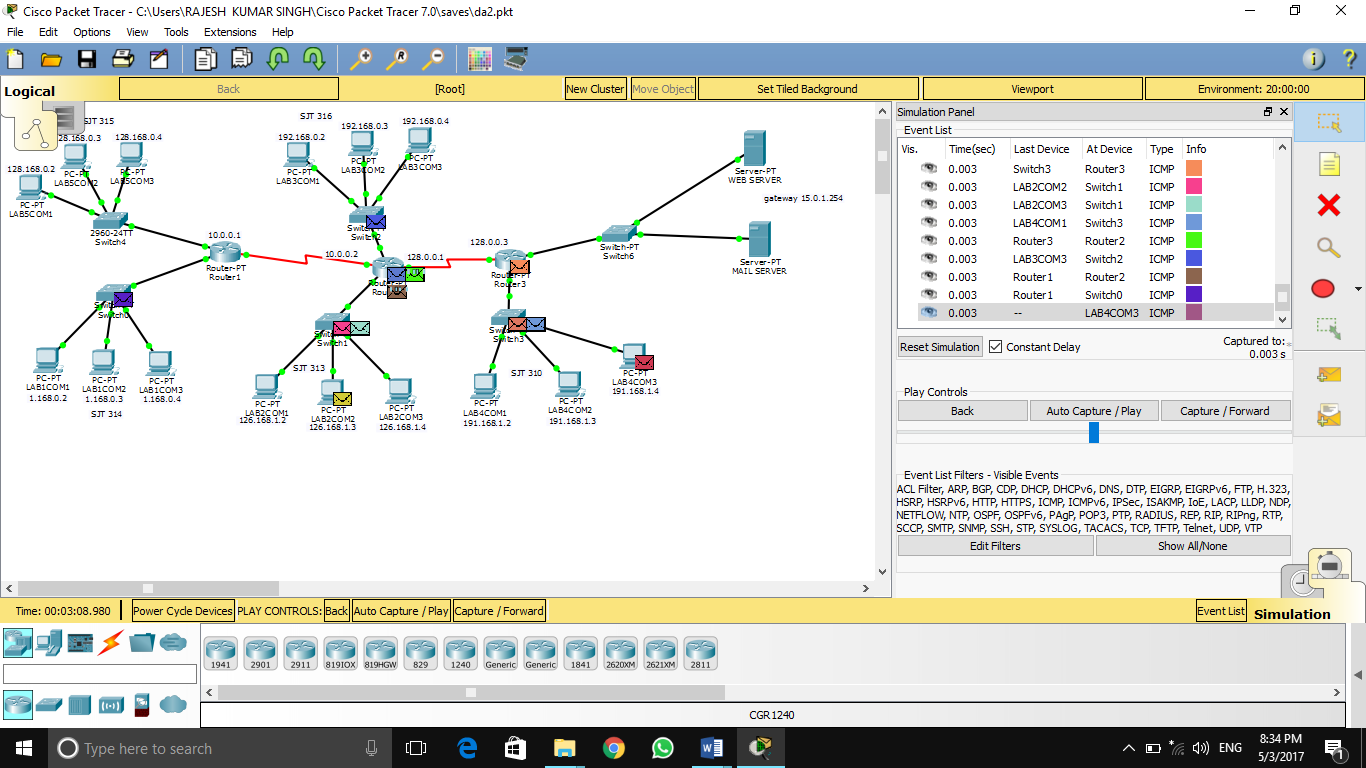 Cisco Packet Tracer - C:\Users\RAJESH KUMAR SINGH\Cisco Packet Tracer 7.0\saves\da2.pkt
File Edit Options View Tools Extensions Help
Logical
Back
[Root]
New Cluster
Move Object
Set Tiled Background
Viewport
Environment: 20:00:00
SJT 315
128.168.0.4
PC-PT
LAB5COM2
PC-PT
LAB5COM3
128.168.0.2
PC-PT
LAB5COM1
2960-24TT
Switch4
SJT 316
192.168.0.2
192.168.0.3
192.168.0.4
PC-PT
LAB3COM1
PC-PT
LAB3COM2
PC-PT
LAB3COM3
10.0.0.1
Router-PT
Router1
10.0.0.2
128.0.0.1
128.0.0.3
Router3
Switch-PT
Switch6
Server-PT
WEB SERVER
gateway 15.0.1.254
Server-PT
MAIL SERVER
PC-PT
LAB1COM1
1.168.0.2
PC-PT
LAB1COM2
1.168.0.3
PC-PT
LAB1COM3
1.168.0.4
SJT 314
Switch1
SJT 313
PC-PT
LAB2COM1
126.168.1.2
PC-PT
LAB2COM2
126.168.1.3
PC-PT
LAB2COM3
126.168.1.4
Switch3
SJT 310
PC-PT
LAB4COM1
191.168.1.2
PC-PT
LAB4COM2
191.168.1.3
PC-PT
LAB4COM3
191.168.1.4
Simulation Panel
Event List
Vis. Time(sec) Last Device At Device Type Info
0.003 Switch3 Router3 ICMP
0.003 LAB2COM2 Switch1 ICMP
0.003 LAB2COM3 Switch1 ICMP
0.003 LAB4COM1 Switch3 ICMP
0.003 Router3 Router2 ICMP
0.003 LAB3COM3 Switch2 ICMP
0.003 Router1 Router2 ICMP
0.003 Router1 Switch0 ICMP
0.003 -- LAB4COM3 ICMP
Reset Simulation
Constant Delay
Captured to:
0.003 s
Play Controls
Back
Auto Capture / Play
Capture / Forward
Event List Filters - Visible Events
ACL Filter, ARP, BGP, CDP, DHCP, DHCPv6, DNS, DTP, EIGRP, EIGRPv6, FTP, H.323,
HSRP, HSRPv6, HTTP, HTTPS, ICMP, ICMPv6, IPSec, ISAKMP, IoE, LACP, LLDP, NDP,
NETFLOW, NTP, OSPF, OSPFv6, PAgP, POP3, PTP, RADIUS, REP, RIP, RIPng, RTP,
SCCP, SMTP, SNMP, SSH, STP, SYSLOG, TACACS, TCP, TFTP, Telnet, UDP, VTP
Edit Filters
Show All/None
Time: 00:03:08.980
Power Cycle Devices
PLAY CONTROLS:
Back
Auto Capture / Play
Capture / Forward
Event List
Simulation
1941
2901
2911
819IOX
819HGW
829
1240
Generic
Generic
1841
2620XM
2621XM
2811
CGR1240
Type here to search
ENG
8:34 PM
5/3/2017
1